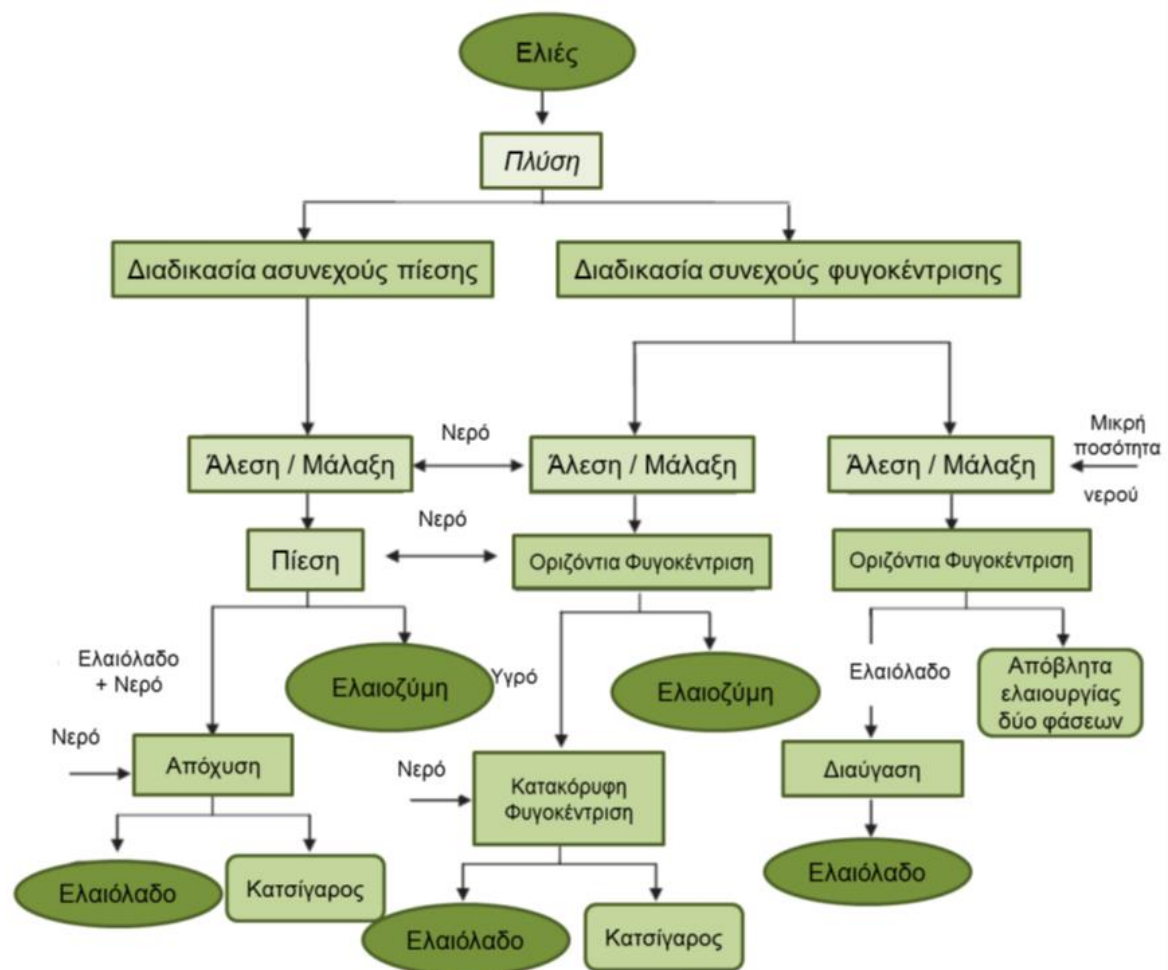 Ελιές
Πλύση
Διαδικασία ασυνεχούς πίεσης
Διαδικασία συνεχούς φυγοκέντρισης
Άλεση / Μάλαξη
Νερό
Άλεση / Μάλαξη
Άλεση / Μάλαξη
Μικρή
ποσότητα
νερού
Πίεση
Νερό
Οριζόντια Φυγοκέντριση
Οριζόντια Φυγοκέντριση
Ελαιόλαδο
+ Νερό
Ελαιοζύμη
Υγρό
Ελαιοζύμη
Ελαιόλαδο
Απόβλητα
ελαιουργίας
δύο φάσεων
Νερό
Απόχυση
Νερό
Κατακόρυφη
Φυγοκέντριση
Διαύγαση
Ελαιόλαδο
Κατσίγαρος
Ελαιόλαδο
Κατσίγαρος
Ελαιόλαδο